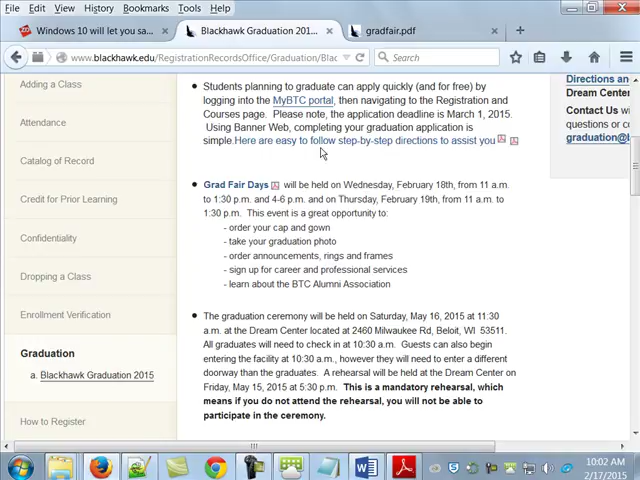 File Edit View History Bookmarks Tools Help
Windows 10 will let you sa...
Blackhawk Graduation 201...
gradfair.pdf
www.blackhawk.edu/RegistrationRecordsOffice/Graduation/Blac
Search
Adding a Class
Attendance
Catalog of Record
Credit for Prior Learning
Confidentiality
Dropping a Class
Enrollment Verification
Graduation
a. Blackhawk Graduation 2015
How to Register
Students planning to graduate can apply quickly (and for free) by
logging into the MyBTC portal, then navigating to the Registration and
Courses page. Please note, the application deadline is March 1, 2015.
Using Banner Web, completing your graduation application is
simple.Here are easy to follow step-by-step directions to assist you
Grad Fair Days will be held on Wednesday, February 18th, from 11 a.m.
to 1:30 p.m. and 4-6 p.m. and on Thursday, February 19th, from 11 a.m. to
1:30 p.m. This event is a great opportunity to:
- order your cap and gown
- take your graduation photo
- order announcements, rings and frames
- sign up for career and professional services
- learn about the BTC Alumni Association
The graduation ceremony will be held on Saturday, May 16, 2015 at 11:30
a.m. at the Dream Center located at 2460 Milwaukee Rd, Beloit, WI 53511.
All graduates will need to check in at 10:30 a.m. Guests can also begin
entering the facility at 10:30 a.m., however they will need to enter a different
doorway than the graduates. A rehearsal will be held at the Dream Center on
Friday, May 15, 2015 at 5:30 p.m. This is a mandatory rehearsal, which
means if you do not attend the rehearsal, you will not be able to
participate in the ceremony.
Directions an
Dream Center
Contact Us w
questions or co
graduation@b
10:02 AM
2/17/2015